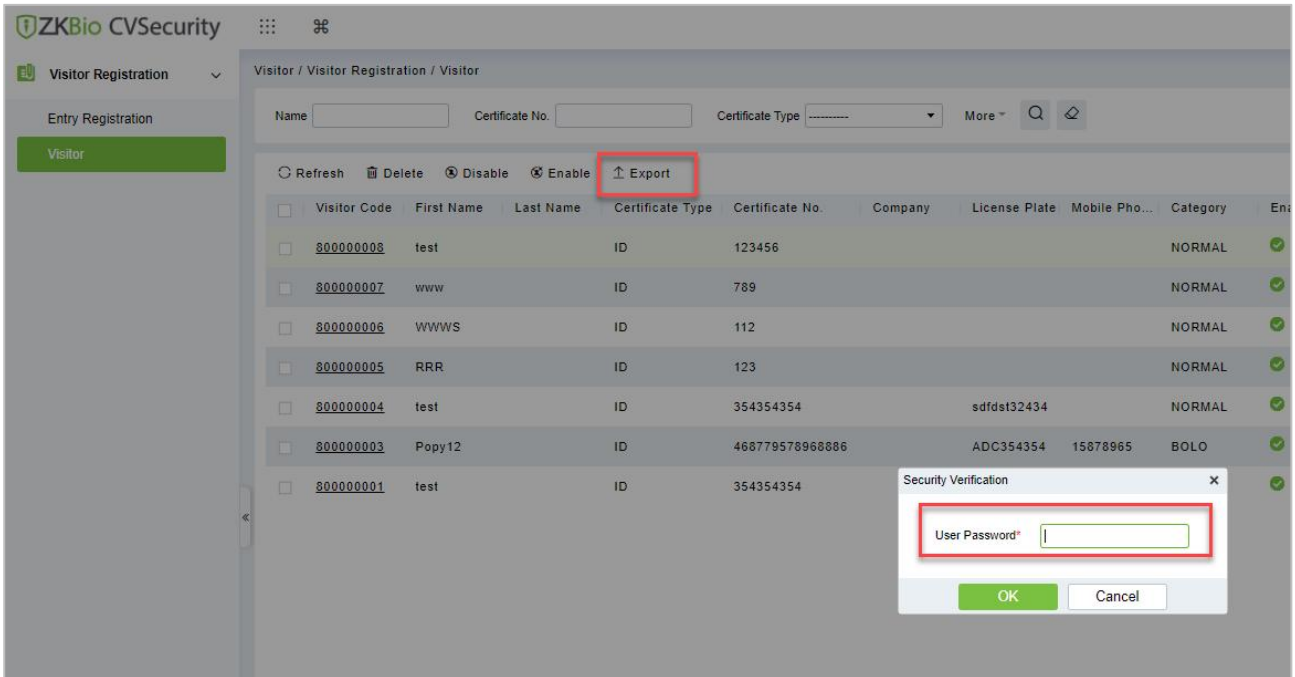 ZKBio CVSecurity
Visitor Registration
Entry Registration
Visitor
Visitor / Visitor Registration / Visitor
Name Certificate No. Certificate Type ---------- More
Refresh Delete Disable Enable Export
Visitor Code First Name Last Name Certificate Type Certificate No. Company License Plate Mobile Pho... Category Ena
800000008 test ID 123456 NORMAL
800000007 www ID 789 NORMAL
800000006 WWWS ID 112 NORMAL
800000005 RRR ID 123 NORMAL
800000004 test ID 354354354 sdfdst32434 NORMAL
800000003 Popy12 ID 468779578968886 ADC354354 15878965 BOLO
800000001 test ID 354354354
Security Verification
User Password*
OK Cancel